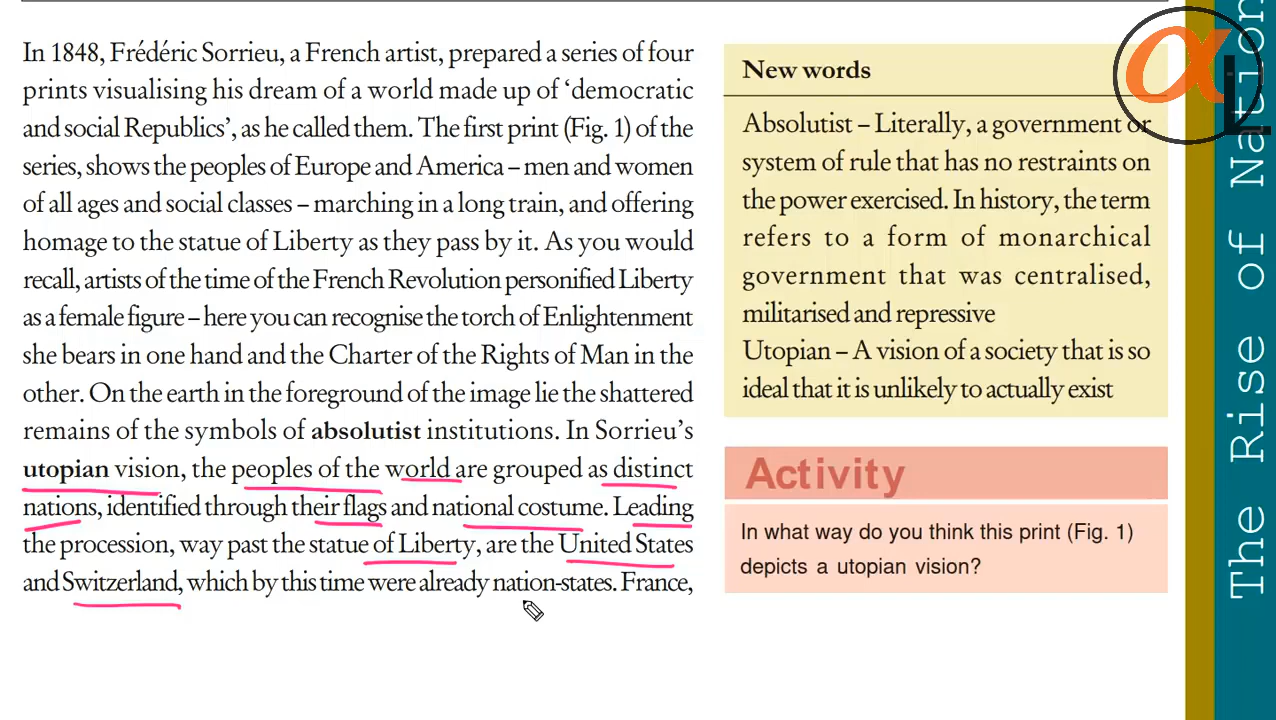 In 1848, Frédéric Sorrieu, a French artist, prepared a series of four
prints visualising his dream of a world made up of ‘democratic
and social Republics’, as he called them. The first print (Fig. 1) of the
series, shows the peoples of Europe and America – men and women
of all ages and social classes – marching in a long train, and offering
homage to the statue of Liberty as they pass by it. As you would
recall, artists of the time of the French Revolution personified Liberty
as a female figure – here you can recognise the torch of Enlightenment
she bears in one hand and the Charter of the Rights of Man in the
other. On the earth in the foreground of the image lie the shattered
remains of the symbols of absolutist institutions. In Sorrieu’s
utopian vision, the peoples of the world are grouped as distinct
nations, identified through their flags and national costume. Leading
the procession, way past the statue of Liberty, are the United States
and Switzerland, which by this time were already nation-states. France,
New words
Absolutist – Literally, a government or
system of rule that has no restraints on
the power exercised. In history, the term
refers to a form of monarchical
government that was centralised,
militarised and repressive
Utopian – A vision of a society that is so
ideal that it is unlikely to actually exist
Activity
In what way do you think this print (Fig. 1)
depicts a utopian vision?
The Rise of Nation